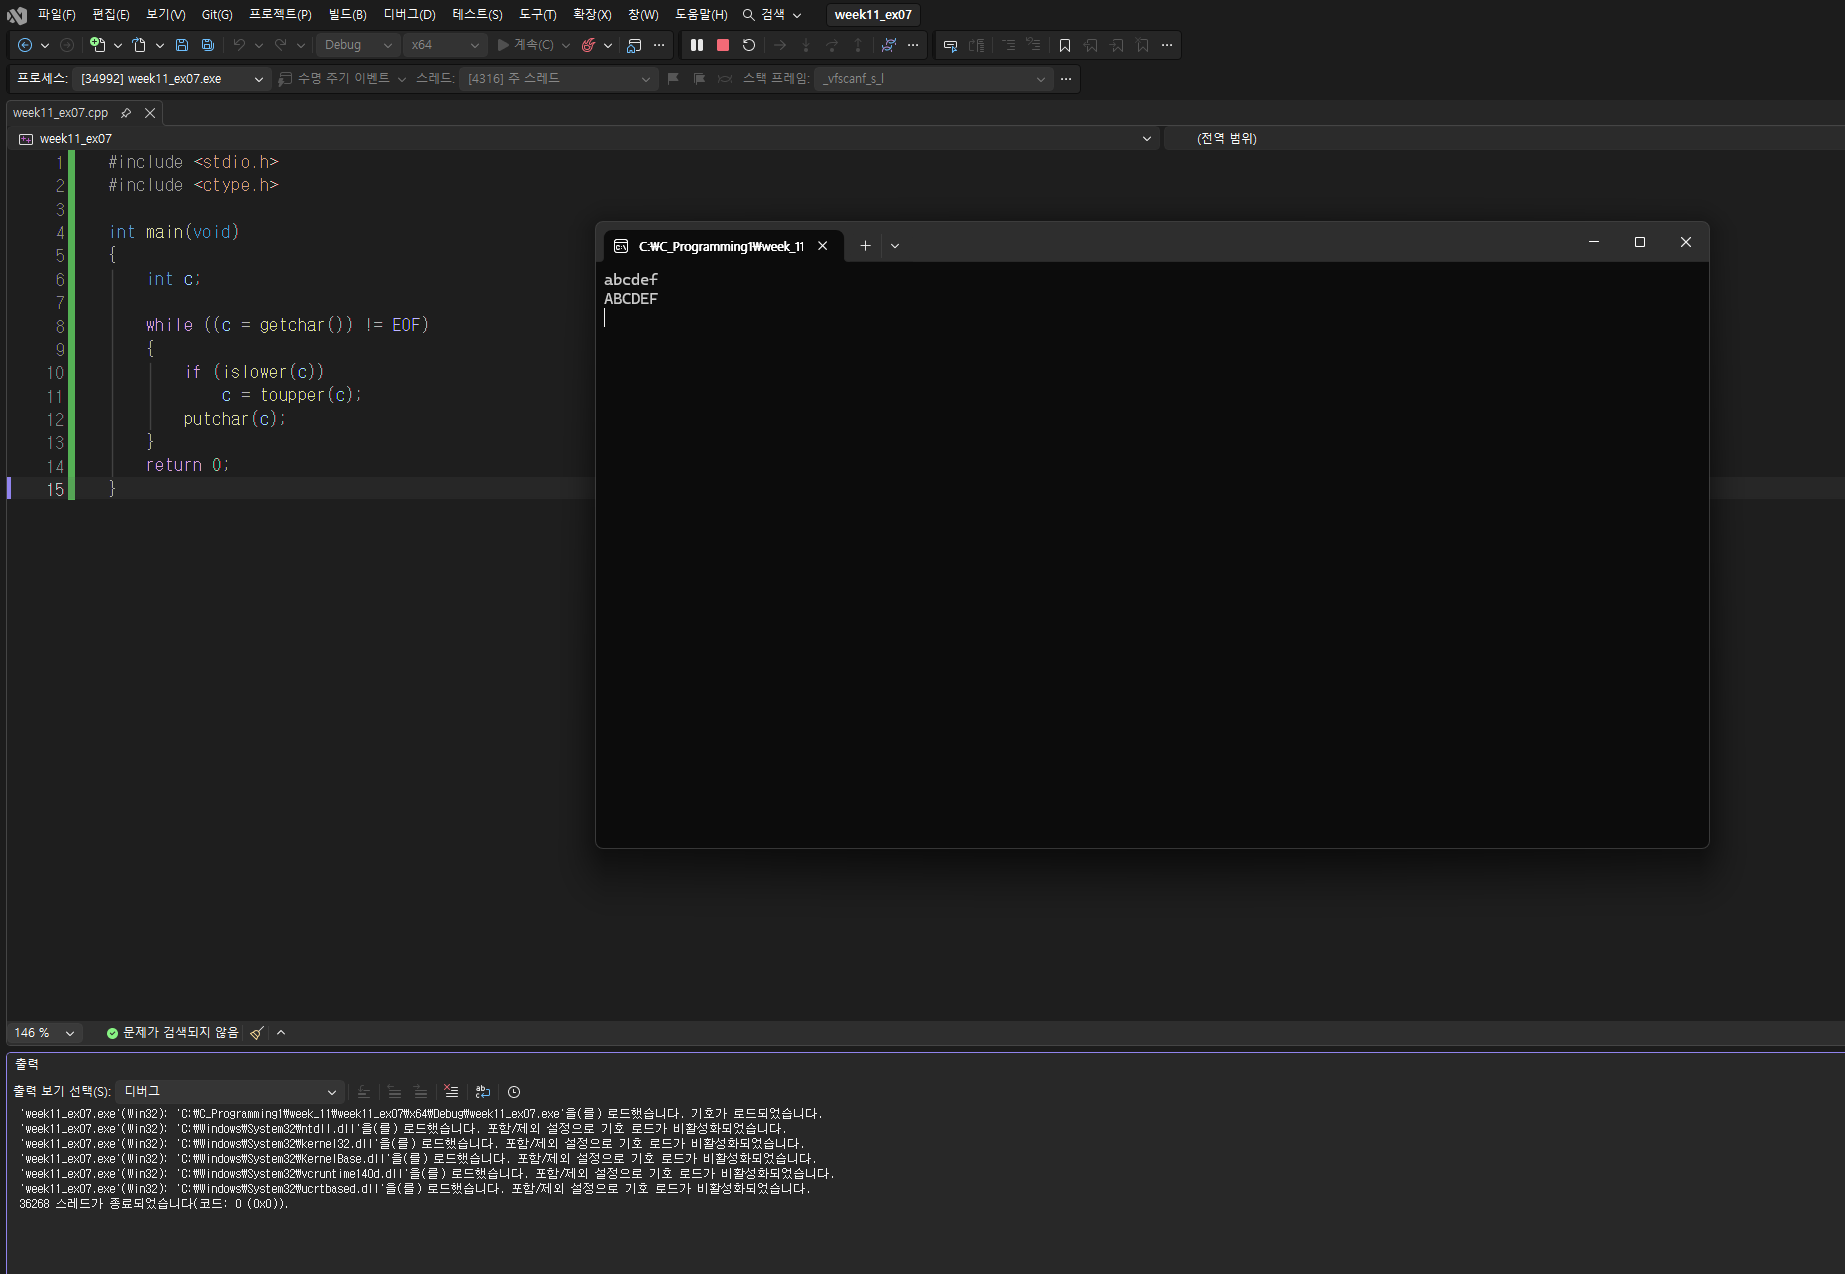 파일(F) 편집(E) 보기(V) Git(G) 프로젝트(P) 빌드(B) 디버그(D) 테스트(S) 도구(T) 확장(X) 창(W) 도움말(H) 검색 week11_ex07
Debug x64 계속(C)
프로세스: [34992] week11_ex07.exe 수명 주기 이벤트 스레드: [4316] 주 스레드 스택 프레임: _vfscanf_s_l
week11_ex07.cpp
week11_ex07 (전역 범위)
1 #include <stdio.h>
2 #include <ctype.h>
3
4 int main(void)
5 {
6 int c;
7
8 while ((c = getchar()) != EOF)
9 {
10 if (islower(c))
11 c = toupper(c);
12 putchar(c);
13 }
14 return 0;
15 }
C:₩C_Programming1₩week_11
abcdef
ABCDEF
146 % 문제가 검색되지 않음
출력
출력 보기 선택(S): 디버그
'week11_ex07.exe'(Win32): 'C:₩C_Programming1₩week_11₩week11_ex07₩x64₩Debug₩week11_ex07.exe'을(를) 로드했습니다. 기호가 로드되었습니다.
'week11_ex07.exe'(Win32): 'C:₩Windows₩System32₩ntdll.dll'을(를) 로드했습니다. 포함/제외 설정으로 기호 로드가 비활성화되었습니다.
'week11_ex07.exe'(Win32): 'C:₩Windows₩System32₩kernel32.dll'을(를) 로드했습니다. 포함/제외 설정으로 기호 로드가 비활성화되었습니다.
'week11_ex07.exe'(Win32): 'C:₩Windows₩System32₩KernelBase.dll'을(를) 로드했습니다. 포함/제외 설정으로 기호 로드가 비활성화되었습니다.
'week11_ex07.exe'(Win32): 'C:₩Windows₩System32₩vcruntime140d.dll'을(를) 로드했습니다. 포함/제외 설정으로 기호 로드가 비활성화되었습니다.
'week11_ex07.exe'(Win32): 'C:₩Windows₩System32₩ucrtbased.dll'을(를) 로드했습니다. 포함/제외 설정으로 기호 로드가 비활성화되었습니다.
36268 스레드가 종료되었습니다(코드: 0 (0x0)).